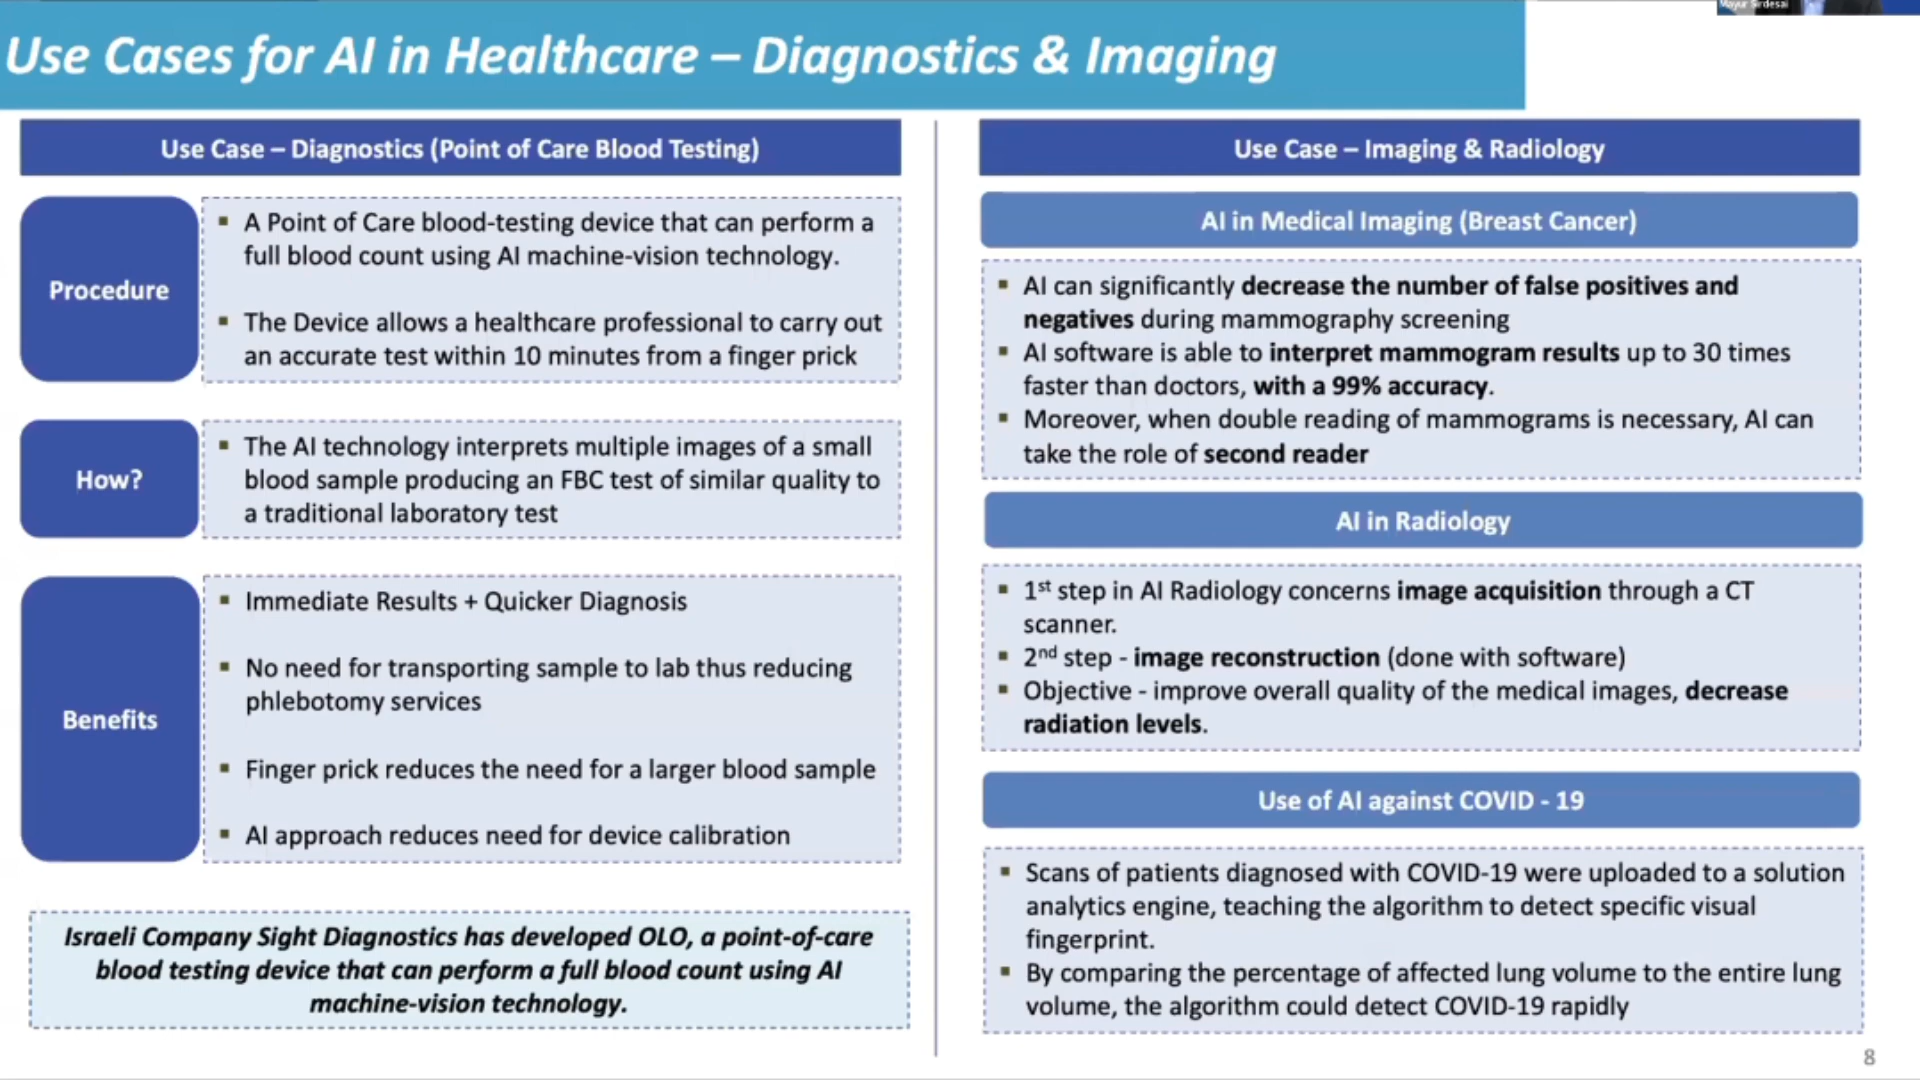 Mayur Sirdesai
Use Cases for AI in Healthcare – Diagnostics & Imaging
Use Case – Diagnostics (Point of Care Blood Testing)
Procedure
▪ A Point of Care blood-testing device that can perform a
full blood count using AI machine-vision technology.
▪ The Device allows a healthcare professional to carry out
an accurate test within 10 minutes from a finger prick
How?
▪ The AI technology interprets multiple images of a small
blood sample producing an FBC test of similar quality to
a traditional laboratory test
Benefits
▪ Immediate Results + Quicker Diagnosis
▪ No need for transporting sample to lab thus reducing
phlebotomy services
▪ Finger prick reduces the need for a larger blood sample
▪ AI approach reduces need for device calibration
Israeli Company Sight Diagnostics has developed OLO, a point-of-care
blood testing device that can perform a full blood count using AI
machine-vision technology.
Use Case – Imaging & Radiology
AI in Medical Imaging (Breast Cancer)
▪ AI can significantly decrease the number of false positives and
negatives during mammography screening
▪ AI software is able to interpret mammogram results up to 30 times
faster than doctors, with a 99% accuracy.
▪ Moreover, when double reading of mammograms is necessary, AI can
take the role of second reader
AI in Radiology
▪ 1st step in AI Radiology concerns image acquisition through a CT
scanner.
▪ 2nd step - image reconstruction (done with software)
▪ Objective - improve overall quality of the medical images, decrease
radiation levels.
Use of AI against COVID - 19
▪ Scans of patients diagnosed with COVID-19 were uploaded to a solution
analytics engine, teaching the algorithm to detect specific visual
fingerprint.
▪ By comparing the percentage of affected lung volume to the entire lung
volume, the algorithm could detect COVID-19 rapidly
8